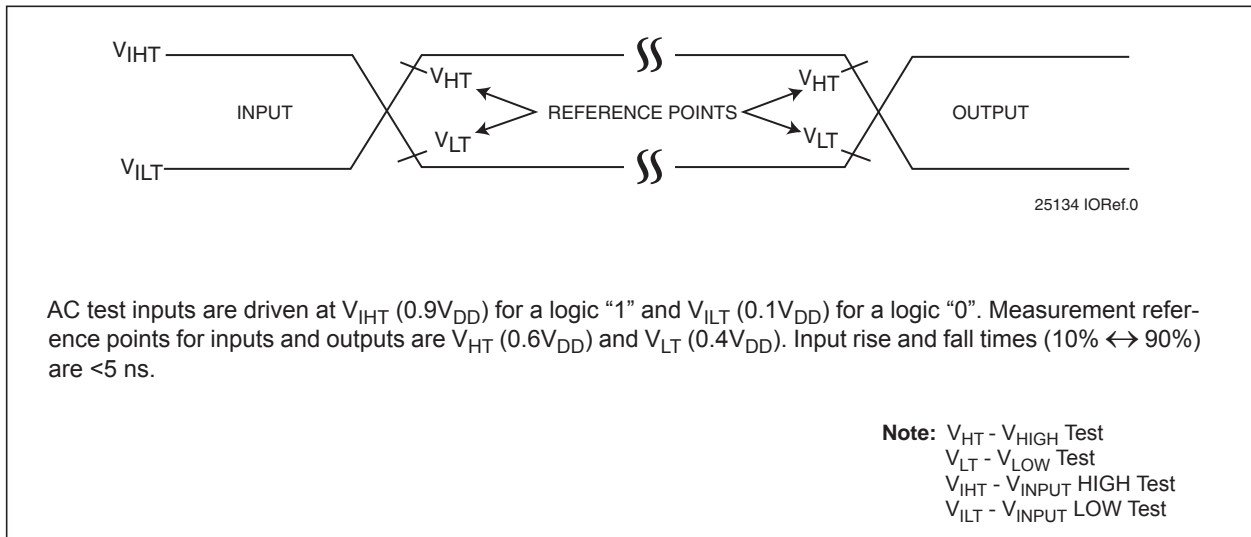 VIHT
VHT
VHT
INPUT
REFERENCE POINTS
OUTPUT
VLT
VLT
VILT
25134 IORef.0
AC test inputs are driven at VIHT (0.9VDD) for a logic “1” and VILT (0.1VDD) for a logic “0”. Measurement refer-
ence points for inputs and outputs are VHT (0.6VDD) and VLT (0.4VDD). Input rise and fall times (10% ↔ 90%)
are <5 ns.
Note: VHT - VHIGH Test
VLT - VLOW Test
VIHT - VINPUT HIGH Test
VILT - VINPUT LOW Test